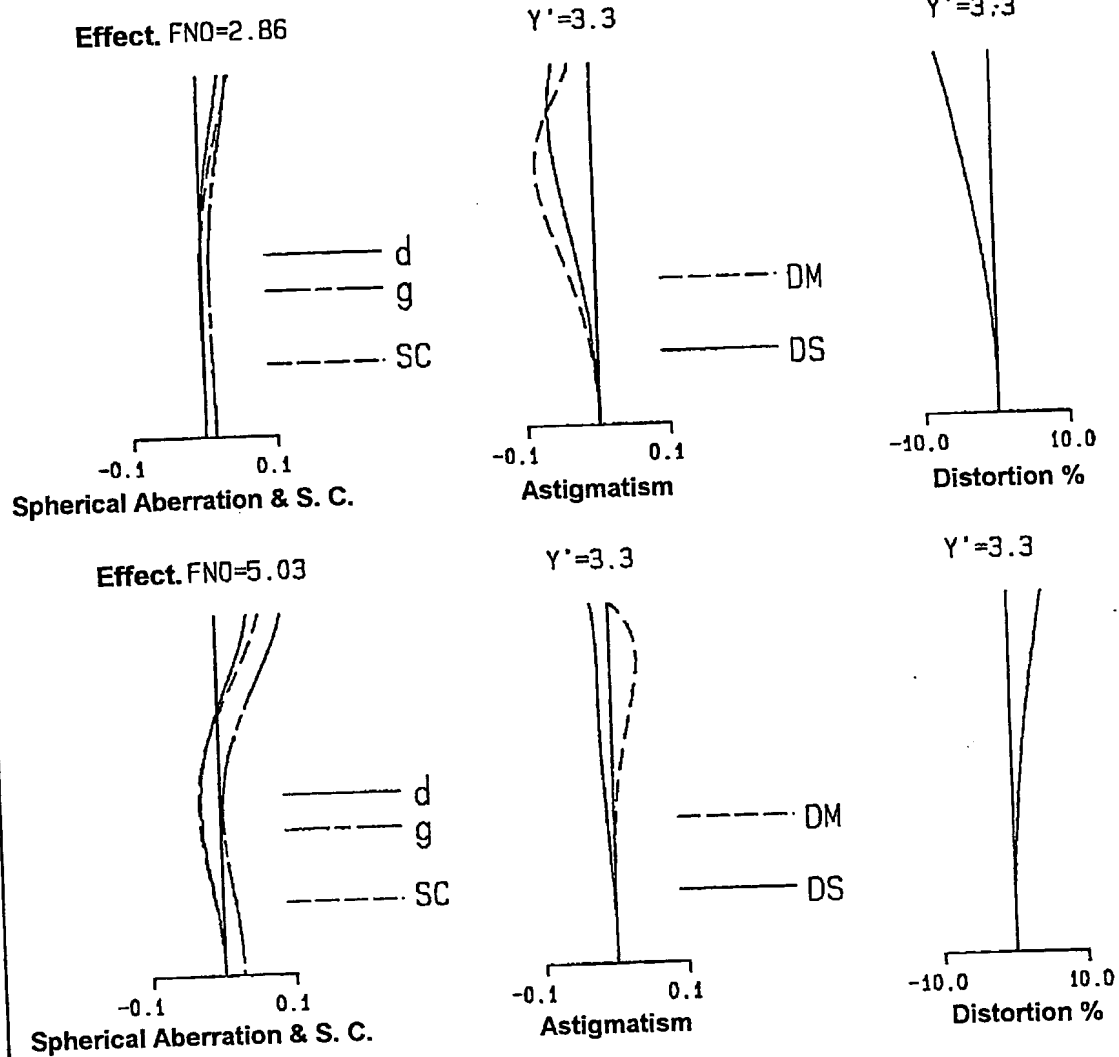 Effect. FNO=2.86
Y'=3.3
Y'=3.3
d
g
SC
DM
DS
-0.1 0.1
Spherical Aberration & S. C.
-0.1 0.1
Astigmatism
-10.0 10.0
Distortion %
Effect. FNO=5.03
Y'=3.3
Y'=3.3
d
g
SC
DM
DS
-0.1 0.1
Spherical Aberration & S. C.
-0.1 0.1
Astigmatism
-10.0 10.0
Distortion %